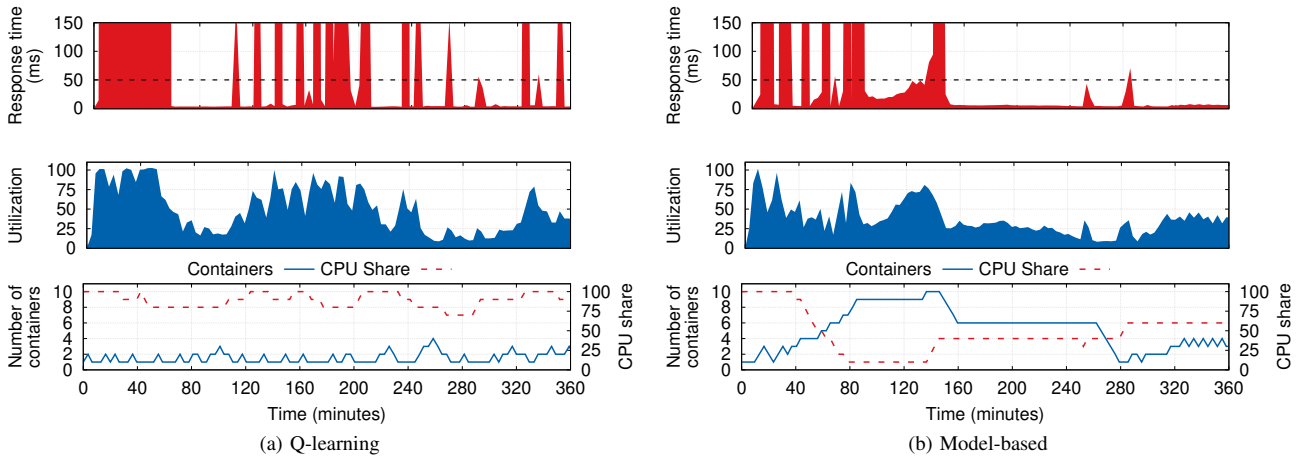 Response time
(ms)
150
100
50
0
Utilization
100
75
50
25
0
Containers
CPU Share
Number of
containers
10
8
6
4
2
0
100
75
50
25
0
CPU share
0 40 80 120 160 200 240 280 320 360
Time (minutes)
(a) Q-learning
Response time
(ms)
150
100
50
0
Utilization
100
75
50
25
0
Containers
CPU Share
Number of
containers
10
8
6
4
2
0
100
75
50
25
0
CPU share
0 40 80 120 160 200 240 280 320 360
Time (minutes)
(b) Model-based